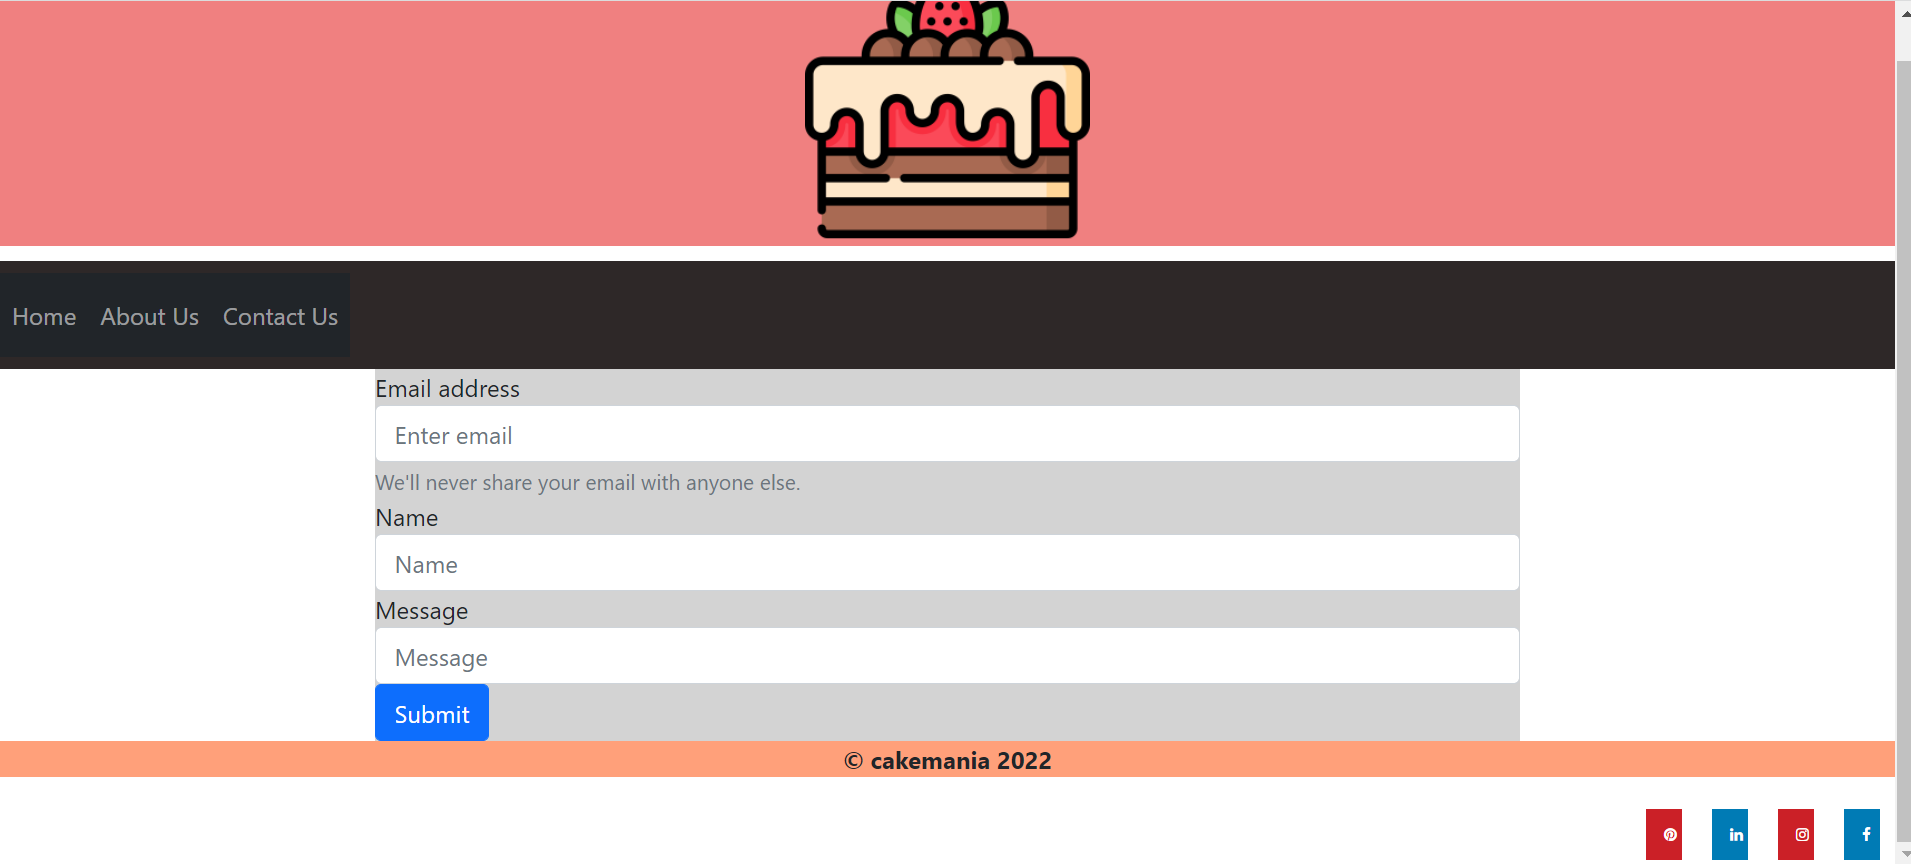 Home About Us Contact Us
Email address
Enter email
We'll never share your email with anyone else.
Name
Name
Message
Message
Submit
© cakemania 2022